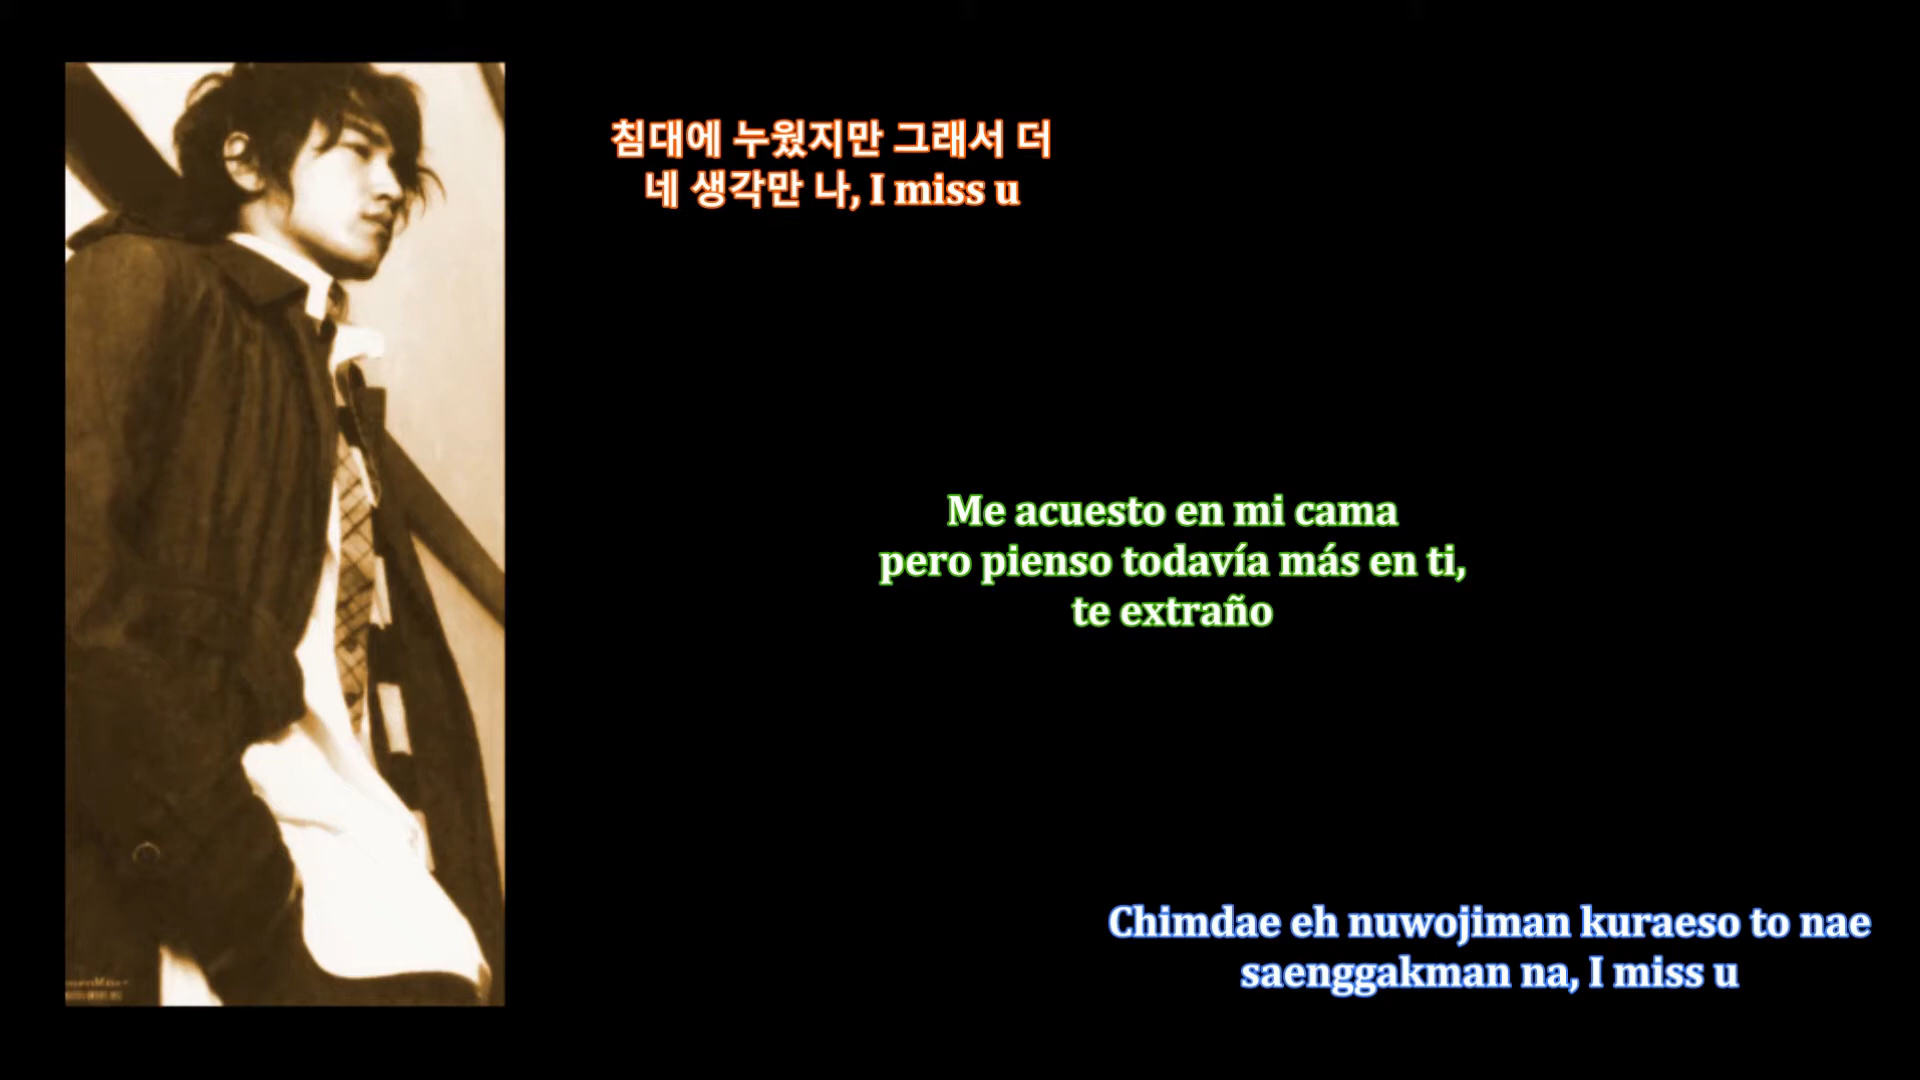 침대에 누웠지만 그래서 더
네 생각만 나, I miss u
Me acuesto en mi cama
pero pienso todavía más en ti,
te extraño
Chimdae eh nuwojiman kuraeso to nae
saenggakman na, I miss u